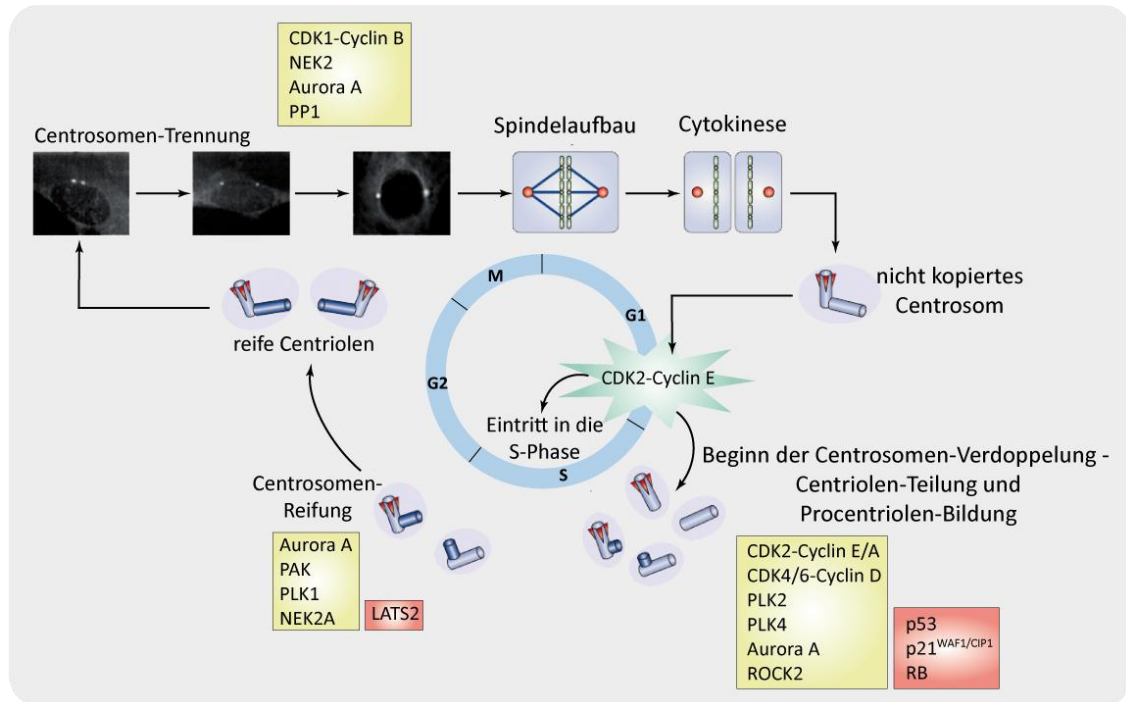 CDK1-Cyclin B
NEK2
Aurora A
PP1
Centrosomen-Trennung
Spindelaufbau
Cytokinese
nicht kopiertes
Centrosom
M
G1
G2
S
CDK2-Cyclin E
Eintritt in die
S-Phase
reife Centriolen
Centrosomen-
Reifung
Aurora A
PAK
PLK1
NEK2A
LATS2
Beginn der Centrosomen-Verdoppelung -
Centriolen-Teilung und
Procentriolen-Bildung
CDK2-Cyclin E/A
CDK4/6-Cyclin D
PLK2
PLK4
Aurora A
ROCK2
p53
p21WAF1/CIP1
RB